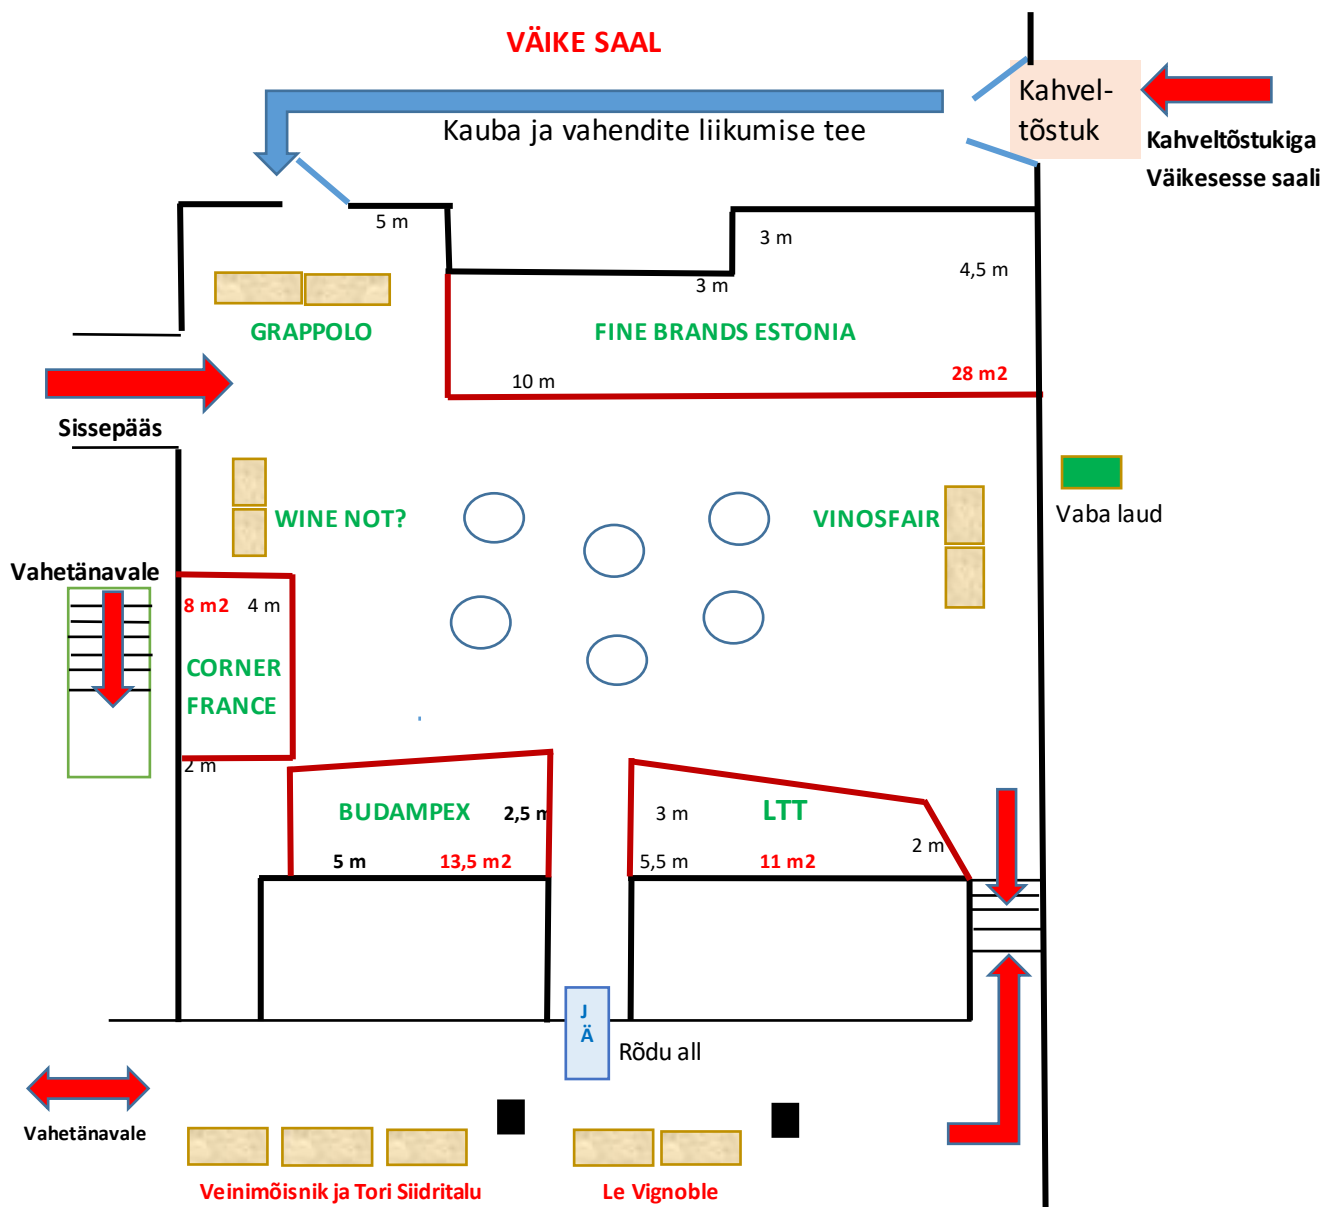 VÄIKE SAAL
Kahvel-
tõstuk
Kauba ja vahendite liikumise tee
Kahveltõstukiga
Väikesesse saali
5 m
3 m
4,5 m
3 m
GRAPPOLO
FINE BRANDS ESTONIA
10 m
28 m2
Sissepääs
WINE NOT?
VINOSFAIR
Vaba laud
Vahetänavale
8 m2 4 m
CORNER
FRANCE
2 m
BUDAMPEX
2,5 m
3 m
LTT
2 m
5 m
13,5 m2
5,5 m
11 m2
J
Ä
Rõdu all
Vahetänavale
Veinimõisnik ja Tori Siidritalu
Le Vignoble